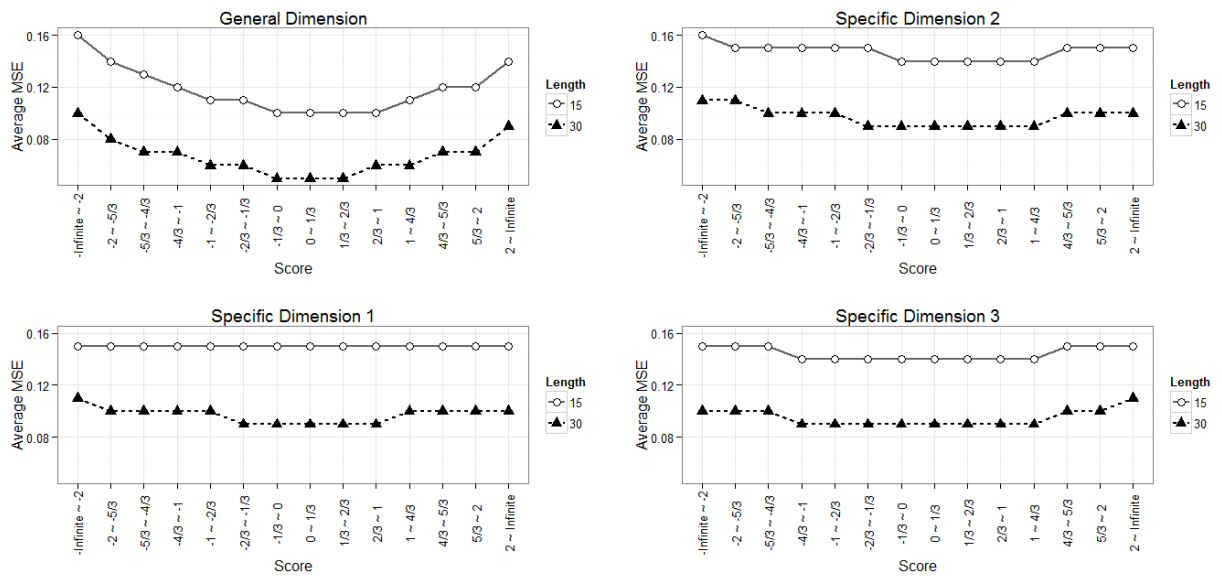 General Dimension
0.16
0.12
0.08
Average MSE
-Infinite ~ -2
-2 ~ -5/3
-5/3 ~ -4/3
-4/3 ~ -1
-1 ~ -2/3
-2/3 ~ -1/3
-1/3 ~ 0
0 ~ 1/3
1/3 ~ 2/3
2/3 ~ 1
1 ~ 4/3
4/3 ~ 5/3
5/3 ~ 2
2 ~ Infinite
Score
Length
15
30
Specific Dimension 2
0.16
0.12
0.08
Average MSE
-Infinite ~ -2
-2 ~ -5/3
-5/3 ~ -4/3
-4/3 ~ -1
-1 ~ -2/3
-2/3 ~ -1/3
-1/3 ~ 0
0 ~ 1/3
1/3 ~ 2/3
2/3 ~ 1
1 ~ 4/3
4/3 ~ 5/3
5/3 ~ 2
2 ~ Infinite
Score
Length
15
30
Specific Dimension 1
0.16
0.12
0.08
Average MSE
-Infinite ~ -2
-2 ~ -5/3
-5/3 ~ -4/3
-4/3 ~ -1
-1 ~ -2/3
-2/3 ~ -1/3
-1/3 ~ 0
0 ~ 1/3
1/3 ~ 2/3
2/3 ~ 1
1 ~ 4/3
4/3 ~ 5/3
5/3 ~ 2
2 ~ Infinite
Score
Length
15
30
Specific Dimension 3
0.16
0.12
0.08
Average MSE
-Infinite ~ -2
-2 ~ -5/3
-5/3 ~ -4/3
-4/3 ~ -1
-1 ~ -2/3
-2/3 ~ -1/3
-1/3 ~ 0
0 ~ 1/3
1/3 ~ 2/3
2/3 ~ 1
1 ~ 4/3
4/3 ~ 5/3
5/3 ~ 2
2 ~ Infinite
Score
Length
15
30